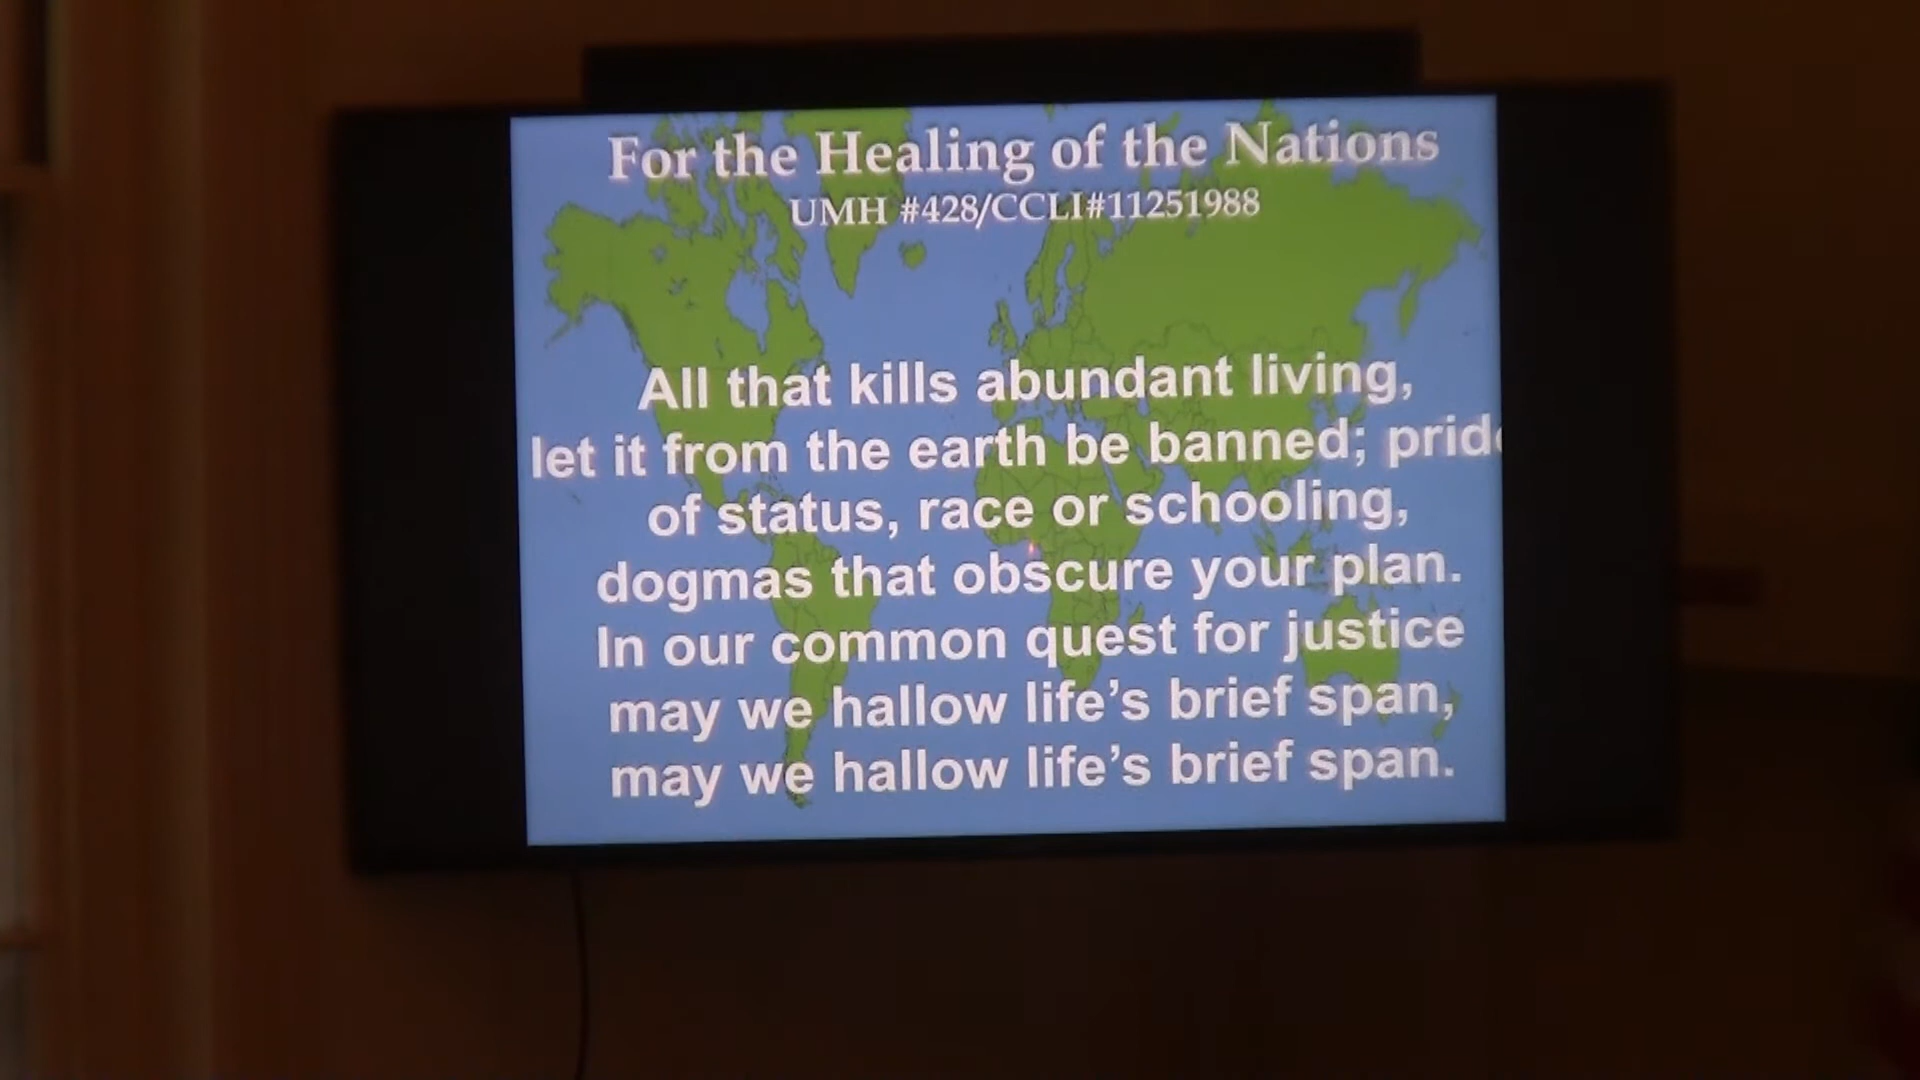 For the Healing of the Nations
UMH #428/CCLI#11251988
All that kills abundant living,
let it from the earth be banned; pride
of status, race or schooling,
dogmas that obscure your plan.
In our common quest for justice
may we hallow life’s brief span,
may we hallow life’s brief span.